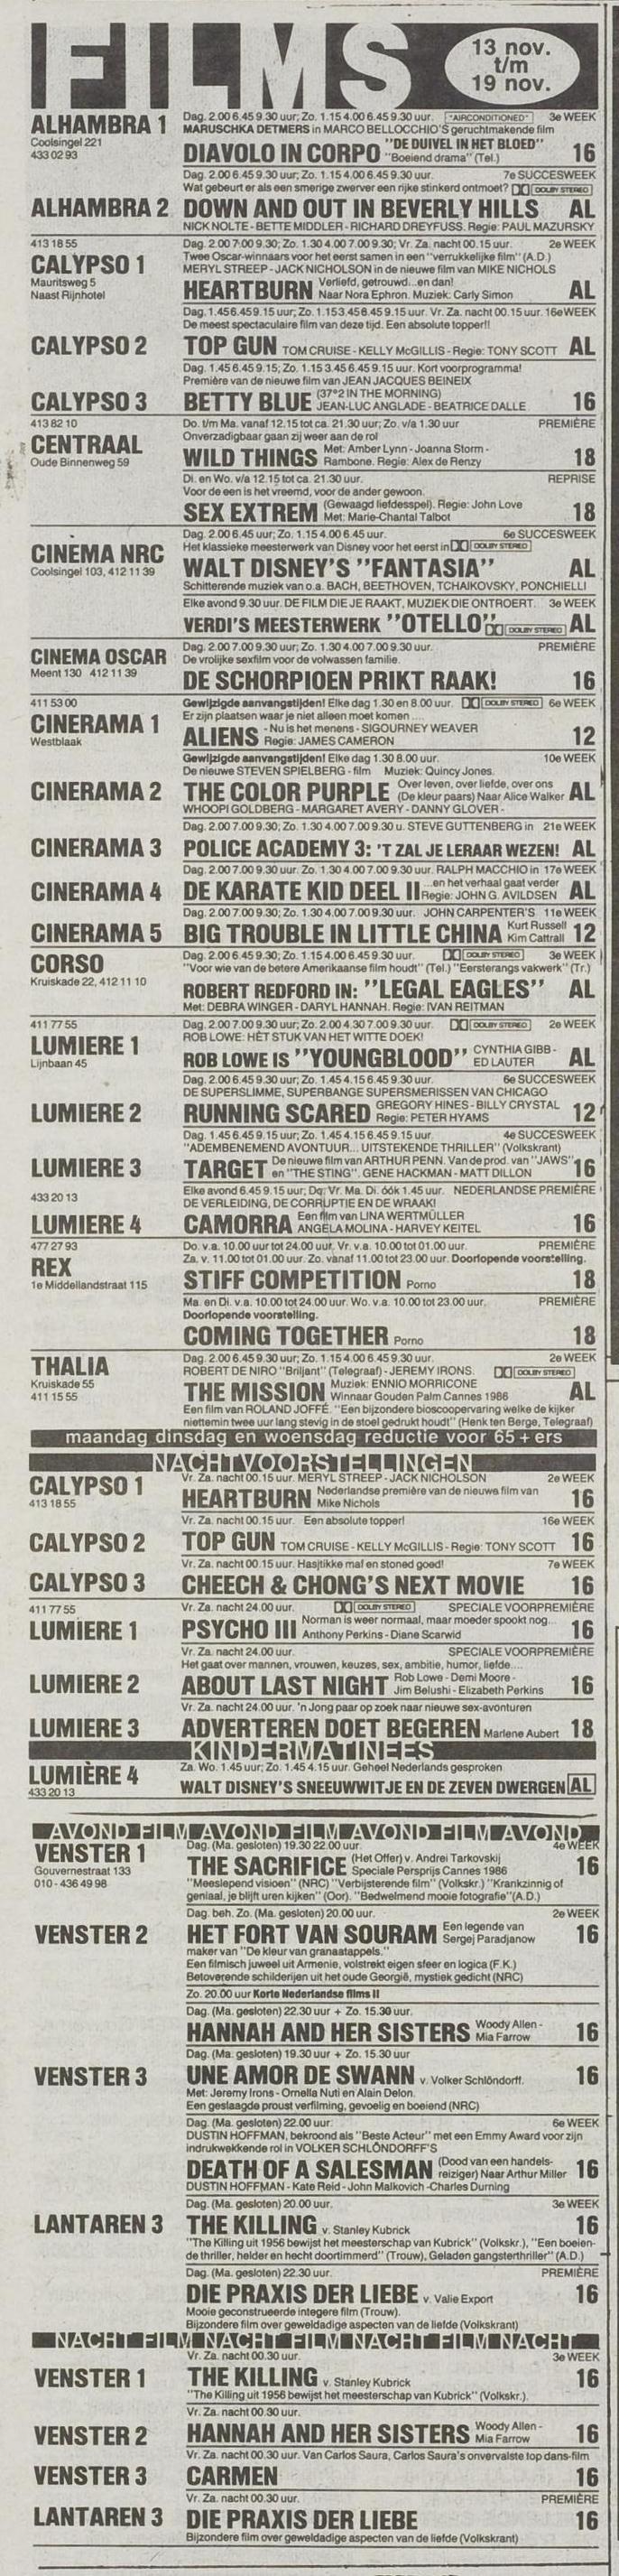 FILMS
13 nov.
t/m
19 nov.
ALHAMBRA 1
Coolsingel 221
433 02 93
Dag. 2.00 6.45 9.30 uur; Zo. 1.15 4.00 6.45 9.30 uur. "AIRCONDITIONED" 3e WEEK
MARUSCHKA DETMERS in MARCO BELLOCCHIO'S geruchtmakende film
DIAVOLO IN CORPO "DE DUIVEL IN HET BLOED" "Boeiend drama" (Tel.) 16
Dag. 2.00 6.45 9.30 uur; Zo. 1.15 4.00 6.45 9.30 uur. 7e SUCCESWEEK
Wat gebeurt er als een smerige zwerver een rijke stinkerd ontmoet? DOLBY STEREO
ALHAMBRA 2 DOWN AND OUT IN BEVERLY HILLS AL
NICK NOLTE - BETTE MIDDLER - RICHARD DREYFUSS. Regie: PAUL MAZURSKY
413 18 55
CALYPSO 1
Mauritsweg 5
Naast Rijnhotel
Dag. 2.00 7.00 9.30; Zo. 1.30 4.00 7.00 9.30; Vr. Za. nacht 00.15 uur. 2e WEEK
Twee Oscar-winnaars voor het eerst samen in een "verrukkelijke film" (A.D.)
MERYL STREEP - JACK NICHOLSON in de nieuwe film van MIKE NICHOLS
HEARTBURN Verliefd, getrouwd...en dan! Naar Nora Ephron. Muziek: Carly Simon AL
Dag. 1.45 6.45 9.15 uur; Zo. 1.15 3.45 6.45 9.15 uur. Vr. Za. nacht 00.15 uur. 16e WEEK
De meest spectaculaire film van deze tijd. Een absolute topper!!
CALYPSO 2 TOP GUN TOM CRUISE - KELLY McGILLIS - Regie: TONY SCOTT AL
Dag. 1.45 6.45 9.15; Zo. 1.15 3.45 6.45 9.15 uur. Kort voorprogramma!
Première van de nieuwe film van JEAN JACQUES BEINEIX
CALYPSO 3 BETTY BLUE (37°2 IN THE MORNING) JEAN-LUC ANGLADE - BEATRICE DALLE 16
413 82 10
CENTRAAL
Oude Binnenweg 59
Do. t/m Ma. vanaf 12.15 tot ca. 21.30 uur; Zo. v/a 1.30 uur PREMIÈRE
Onverzadigbaar gaan zij weer aan de rol
WILD THINGS Met: Amber Lynn - Joanna Storm - Rambone. Regie: Alex de Renzy 18
Di. en Wo. v/a 12.15 tot ca. 21.30 uur. REPRISE
Voor de een is het vreemd, voor de ander gewoon.
SEX EXTREM (Gewaagd liefdesspel). Regie: John Love Met: Marie-Chantal Talbot 18
CINEMA NRC
Coolsingel 103, 412 11 39
Dag. 2.00 6.45 uur; Zo. 1.15 4.00 6.45 uur. 6e SUCCESWEEK
Het klassieke meesterwerk van Disney voor het eerst in DOLBY STEREO
WALT DISNEY'S "FANTASIA" AL
Schitterende muziek van o.a. BACH, BEETHOVEN, TCHAIKOVSKY, PONCHIELLI
Elke avond 9.30 uur. DE FILM DIE JE RAAKT, MUZIEK DIE ONTROERT. 3e WEEK
VERDI'S MEESTERWERK "OTELLO" DOLBY STEREO AL
CINEMA OSCAR
Meent 130 412 11 39
Dag. 2.00 7.00 9.30 uur; Zo. 1.30 4.00 7.00 9.30 uur. PREMIÈRE
De vrolijke sexfilm voor de volwassen familie.
DE SCHORPIOEN PRIKT RAAK! 16
411 53 00
CINERAMA 1
Westblaak
Gewijzigde aanvangstijden! Elke dag 1.30 en 8.00 uur. DOLBY STEREO 6e WEEK
Er zijn plaatsen waar je niet alleen moet komen ....
ALIENS - Nu is het menens - SIGOURNEY WEAVER Regie: JAMES CAMERON 12
Gewijzigde aanvangstijden! Elke dag 1.30 8.00 uur. 10e WEEK
De nieuwe STEVEN SPIELBERG - film Muziek: Quincy Jones.
CINERAMA 2 THE COLOR PURPLE Over leven, over liefde, over ons (De kleur paars) Naar Alice Walker AL
WHOOPI GOLDBERG - MARGARET AVERY - DANNY GLOVER -
Dag. 2.00 7.00 9.30; Zo. 1.30 4.00 7.00 9.30 u. STEVE GUTTENBERG in 21e WEEK
CINERAMA 3 POLICE ACADEMY 3: 'T ZAL JE LERAAR WEZEN! AL
Dag. 2.00 7.00 9.30 uur. Zo. 1.30 4.00 7.00 9.30 uur. RALPH MACCHIO in 17e WEEK
CINERAMA 4 DE KARATE KID DEEL II ...en het verhaal gaat verder Regie: JOHN G. AVILDSEN AL
Dag. 2.00 7.00 9.30; Zo. 1.30 4.00 7.00 9.30 uur. JOHN CARPENTER'S 11e WEEK
CINERAMA 5 BIG TROUBLE IN LITTLE CHINA Kurt Russell Kim Cattrall 12
CORSO
Kruiskade 22, 412 11 10
Dag. 2.00 6.45 9.30; Zo. 1.15 4.00 6.45 9.30 uur. DOLBY STEREO 3e WEEK
"Voor wie van de betere Amerikaanse film houdt" (Tel.) "Eersterangs vakwerk" (Tr.)
ROBERT REDFORD IN: "LEGAL EAGLES" AL
Met: DEBRA WINGER - DARYL HANNAH. Regie: IVAN REITMAN
411 77 55
LUMIERE 1
Lijnbaan 45
Dag. 2.00 7.00 9.30 uur; Zo. 2.00 4.30 7.00 9.30 uur. DOLBY STEREO 2e WEEK
ROB LOWE: HÉT STUK VAN HET WITTE DOEK!
ROB LOWE IS "YOUNGBLOOD" CYNTHIA GIBB - ED LAUTER AL
Dag. 2.00 6.45 9.30 uur; Zo. 1.45 4.15 6.45 9.30 uur. 6e SUCCESWEEK
DE SUPERSLIMME, SUPERBANGE SUPERSMERISSEN VAN CHICAGO
LUMIERE 2 RUNNING SCARED GREGORY HINES - BILLY CRYSTAL Regie: PETER HYAMS 12
Dag. 1.45 6.45 9.15 uur; Zo. 1.45 4.15 6.45 9.15 uur. 4e SUCCESWEEK
"ADEMBENEMEND AVONTUUR... UITSTEKENDE THRILLER" (Volkskrant)
LUMIERE 3 TARGET De nieuwe film van ARTHUR PENN. Van de prod. van "JAWS" en "THE STING". GENE HACKMAN - MATT DILLON 16
433 20 13
Elke avond 6.45 9.15 uur; Do. Vr. Ma. Di. óók 1.45 uur. NEDERLANDSE PREMIÈRE
DE VERLEIDING, DE CORRUPTIE EN DE WRAAK!
LUMIERE 4 CAMORRA Een film van LINA WERTMÜLLER ANGELA MOLINA - HARVEY KEITEL 16
477 27 93
REX
1e Middellandstraat 115
Do. v.a. 10.00 uur tot 24.00 uur. Vr. v.a. 10.00 tot 01.00 uur. PREMIÈRE
Za. v. 11.00 tot 01.00 uur. Zo. vanaf 11.00 tot 23.00 uur. Doorlopende voorstelling.
STIFF COMPETITION Porno 18
Ma. en Di. v.a. 10.00 tot 24.00 uur. Wo. v.a. 10.00 tot 23.00 uur. PREMIÈRE
Doorlopende voorstelling.
COMING TOGETHER Porno 18
THALIA
Kruiskade 55
411 15 55
Dag. 2.00 6.45 9.30 uur; Zo. 1.15 4.00 6.45 9.30 uur. 2e WEEK
ROBERT DE NIRO "Briljant" (Telegraaf) - JEREMY IRONS. DOLBY STEREO
THE MISSION Muziek: ENNIO MORRICONE Winnaar Gouden Palm Cannes 1986 AL
Een film van ROLAND JOFFÉ. "Een bijzondere bioscoopervaring welke de kijker
niettemin twee uur lang stevig in de stoel gedrukt houdt" (Henk ten Berge, Telegraaf)
maandag dinsdag en woensdag reductie voor 65+ers
NACHTVOORSTELLINGEN
CALYPSO 1
413 18 55
Vr. Za. nacht 00.15 uur. MERYL STREEP - JACK NICHOLSON 2e WEEK
HEARTBURN Nederlandse première van de nieuwe film van Mike Nichols 16
Vr. Za. nacht 00.15 uur. Een absolute topper! 16e WEEK
CALYPSO 2 TOP GUN TOM CRUISE - KELLY McGILLIS - Regie: TONY SCOTT 16
Vr. Za. nacht 00.15 uur. Hasjtikke mal en stoned goed! 7e WEEK
CALYPSO 3 CHEECH & CHONG'S NEXT MOVIE 16
411 77 55
Vr. Za. nacht 24.00 uur. DOLBY STEREO SPECIALE VOORPREMIÈRE
LUMIERE 1 PSYCHO III Norman is weer normaal, maar moeder spookt nog... Anthony Perkins - Diane Scarwid 16
Vr. Za. nacht 24.00 uur. SPECIALE VOORPREMIÈRE
Het gaat over mannen, vrouwen, keuzes, sex, ambitie, humor, liefde....
LUMIERE 2 ABOUT LAST NIGHT Rob Lowe - Demi Moore - Jim Belushi - Elizabeth Perkins 16
Vr. Za. nacht 24.00 uur. 'n Jong paar op zoek naar nieuwe sex-avonturen
LUMIERE 3 ADVERTEREN DOET BEGEREN Marlene Aubert 18
KINDERMATINEES
LUMIÈRE 4
433 20 13
Za. Wo. 1.45 uur; Zo. 1.45 4.15 uur. Geheel Nederlands gesproken
WALT DISNEY'S SNEEUWWITJE EN DE ZEVEN DWERGEN AL
AVOND FILM AVOND FILM AVOND FILM AVOND
VENSTER 1
Gouvernestraat 133
010 - 436 49 98
Dag. (Ma. gesloten) 19.30 22.00 uur. 4e WEEK
THE SACRIFICE (Het Offer) v. Andrei Tarkovskij Speciale Persprijs Cannes 1986 16
"Meeslepend visioen" (NRC) "Verbijsterende film" (Volkskr.) "Krankzinnig of
geniaal, je blijft uren kijken" (Oor). "Bedwelmend mooie fotografie" (A.D.)
Dag. beh. Zo. (Ma. gesloten) 20.00 uur. 2e WEEK
VENSTER 2 HET FORT VAN SOURAM Een legende van Sergej Paradjanow 16
maker van "De kleur van granaatappels."
Een filmisch juweel uit Armenie, volstrekt eigen sfeer en logica (F.K.)
Betoverende schilderijen uit het oude Georgië, mystiek gedicht (NRC)
Zo. 20.00 uur Korte Nederlandse films II
Dag. (Ma. gesloten) 22.30 uur + Zo. 15.30 uur.
HANNAH AND HER SISTERS Woody Allen - Mia Farrow 16
Dag. (Ma. gesloten) 19.30 uur + Zo. 15.30 uur
VENSTER 3 UNE AMOR DE SWANN v. Volker Schlöndorff. 16
Met: Jeremy Irons - Ornella Nuti en Alain Delon.
Een geslaagde proust verfilming, gevoelig en boeiend (NRC)
Dag. (Ma. gesloten) 22.00 uur. 6e WEEK
DUSTIN HOFFMAN, bekroond als "Beste Acteur" met een Emmy Award voor zijn
indrukwekkende rol in VOLKER SCHLÖNDORFF'S
DEATH OF A SALESMAN (Dood van een handelsreiziger) Naar Arthur Miller 16
DUSTIN HOFFMAN - Kate Reid - John Malkovich - Charles Durning
Dag. (Ma. gesloten) 20.00 uur. 3e WEEK
LANTAREN 3 THE KILLING v. Stanley Kubrick 16
"The Killing uit 1956 bewijst het meesterschap van Kubrick" (Volkskr.), "Een boeien-
de thriller, helder en hecht doortimmerd" (Trouw), Geladen gangsterthriller" (A.D.)
Dag. (Ma. gesloten) 22.30 uur. PREMIÈRE
DIE PRAXIS DER LIEBE v. Valie Export 16
Mooie geconstrueerde integere film (Trouw).
Bijzondere film over geweldadige aspecten van de liefde (Volkskrant)
NACHT FILM NACHT FILM NACHT FILM NACHT
Vr. Za. nacht 00.30 uur. 3e WEEK
VENSTER 1 THE KILLING v. Stanley Kubrick 16
"The Killing uit 1956 bewijst het meesterschap van Kubrick" (Volkskr.).
Vr. Za. nacht 00.30 uur.
VENSTER 2 HANNAH AND HER SISTERS Woody Allen - Mia Farrow 16
Vr. Za. nacht 00.30 uur. Van Carlos Saura, Carlos Saura's onvervalste top dans-film
VENSTER 3 CARMEN 16
Vr. Za. nacht 00.30 uur. PREMIÈRE
LANTAREN 3 DIE PRAXIS DER LIEBE 16
Bijzondere film over geweldadige aspecten van de liefde (Volkskrant)